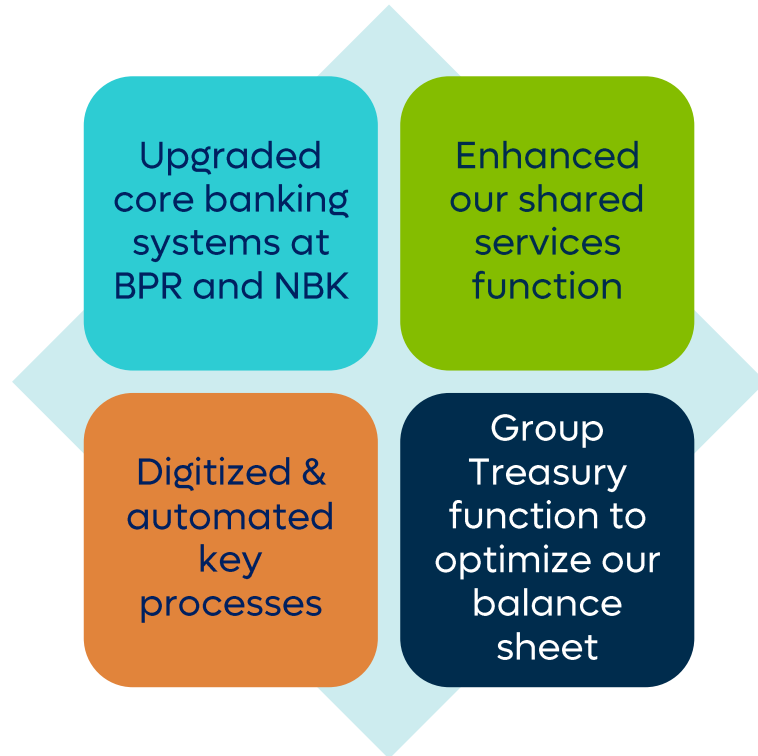 Upgraded
core banking
systems at
BPR and NBK
Enhanced
our shared
services
function
Digitized &
automated
key
processes
Group
Treasury
function to
optimize our
balance
sheet